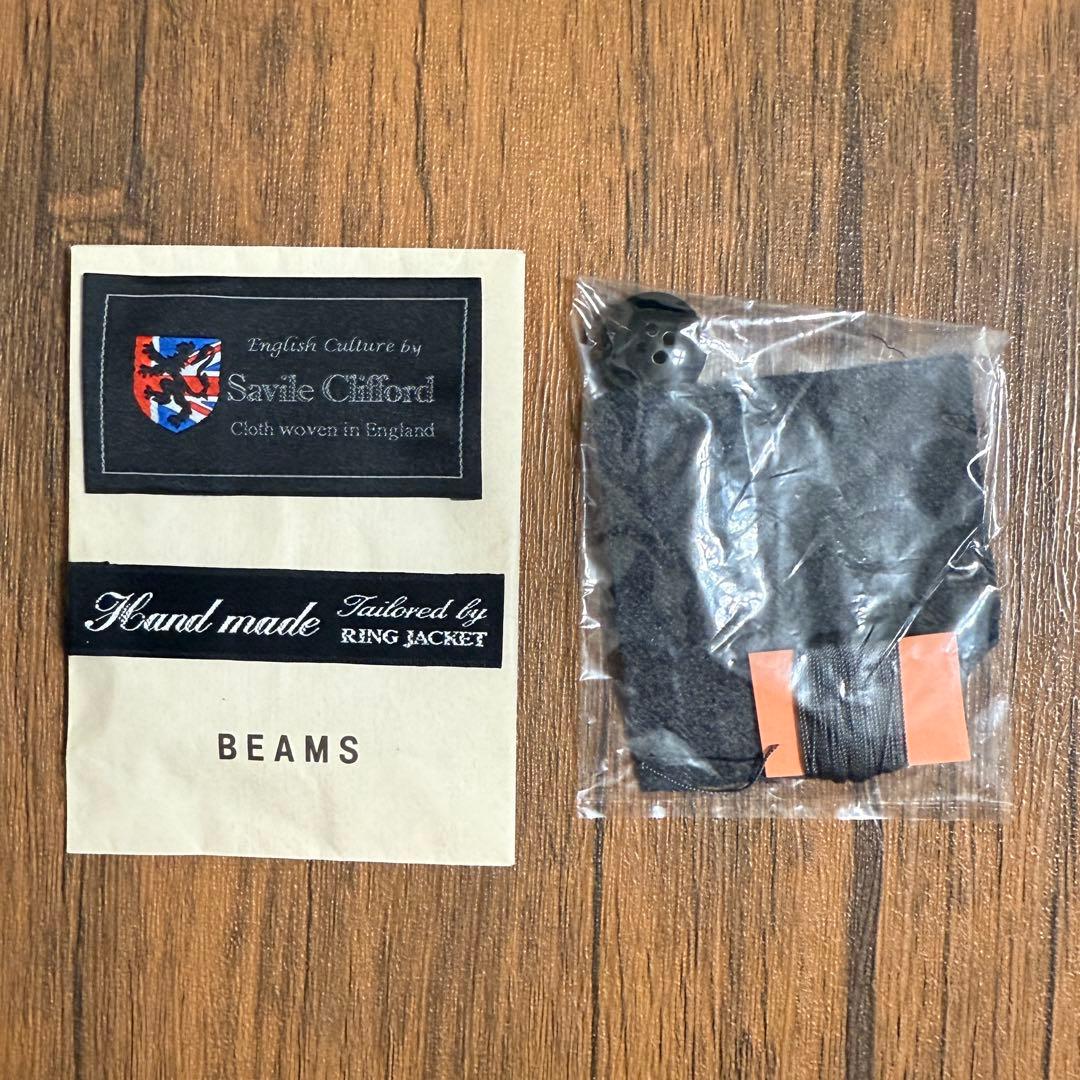 English Culture by
Savile Clifford
Cloth woven in England
Hand made
Tailored by
RING JACKET
BEAMS